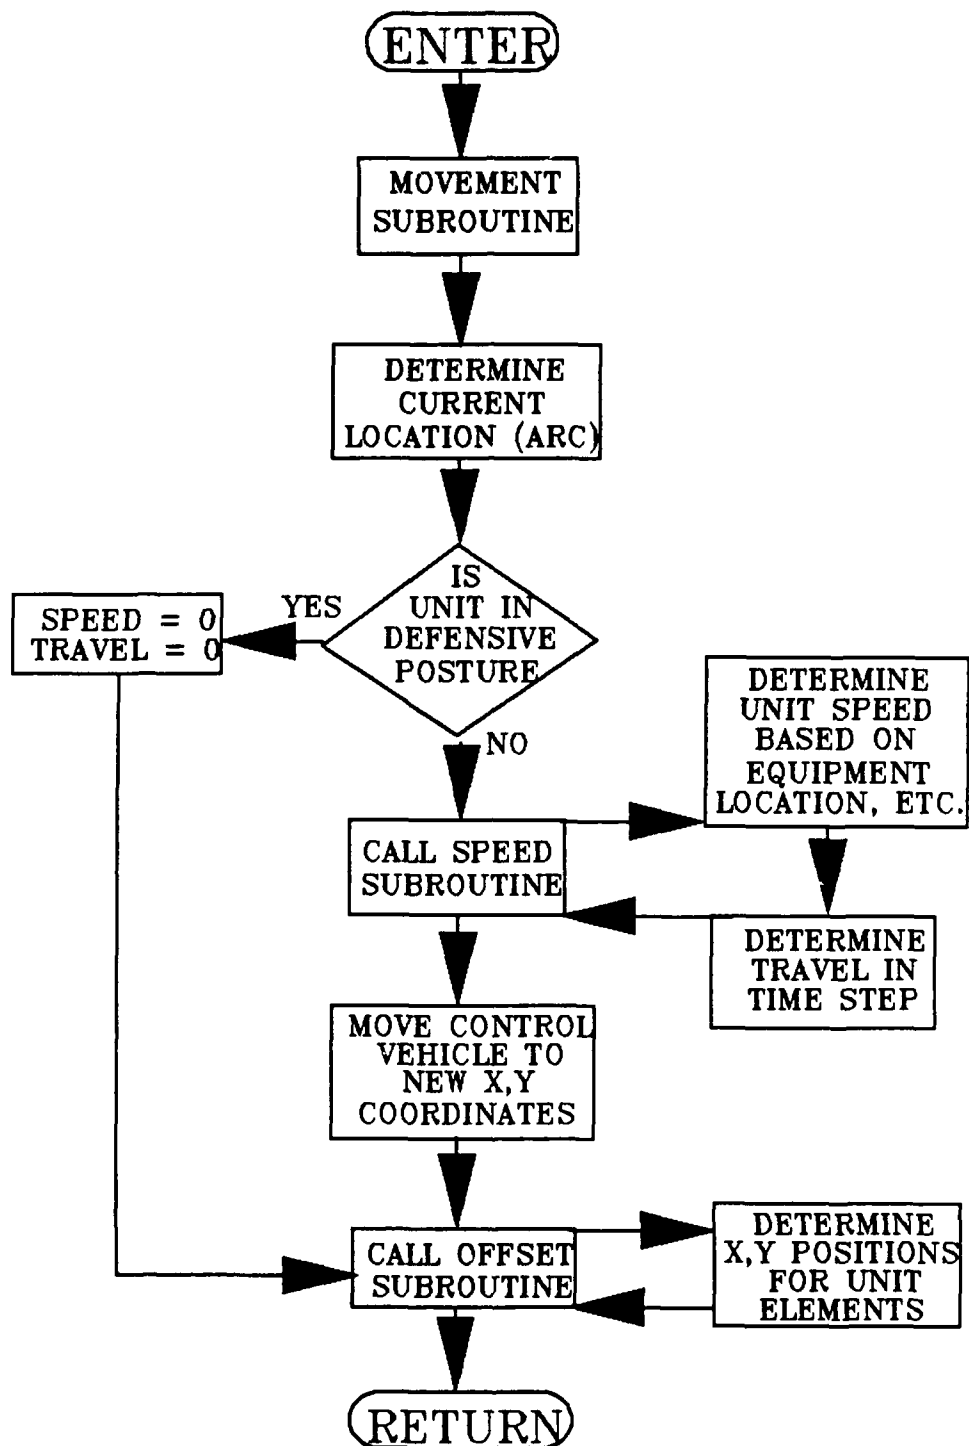 ENTER
MOVEMENT
SUBROUTINE
DETERMINE
CURRENT
LOCATION (ARC)
IS
UNIT IN
DEFENSIVE
POSTURE
YES
SPEED = 0
TRAVEL = 0
NO
CALL SPEED
SUBROUTINE
DETERMINE
UNIT SPEED
BASED ON
EQUIPMENT
LOCATION, ETC.
DETERMINE
TRAVEL IN
TIME STEP
MOVE CONTROL
VEHICLE TO
NEW X,Y
COORDINATES
CALL OFFSET
SUBROUTINE
DETERMINE
X,Y POSITIONS
FOR UNIT
ELEMENTS
RETURN